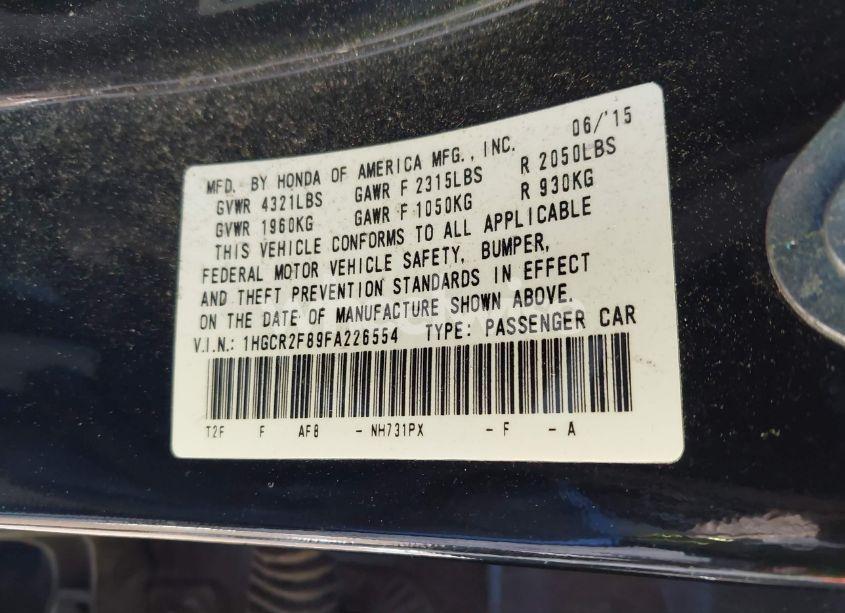 06/'15
MFD. BY HONDA OF AMERICA MFG., INC.
GVWR 4321LBS GAWR F 2315LBS R 2050LBS
GVWR 1960KG GAWR F 1050KG R 930KG
THIS VEHICLE CONFORMS TO ALL APPLICABLE
FEDERAL MOTOR VEHICLE SAFETY, BUMPER,
AND THEFT PREVENTION STANDARDS IN EFFECT
ON THE DATE OF MANUFACTURE SHOWN ABOVE.
V.I.N.: 1HGCR2F89FA226554 TYPE: PASSENGER CAR
T2F F AF8 - NH731PX - F - A